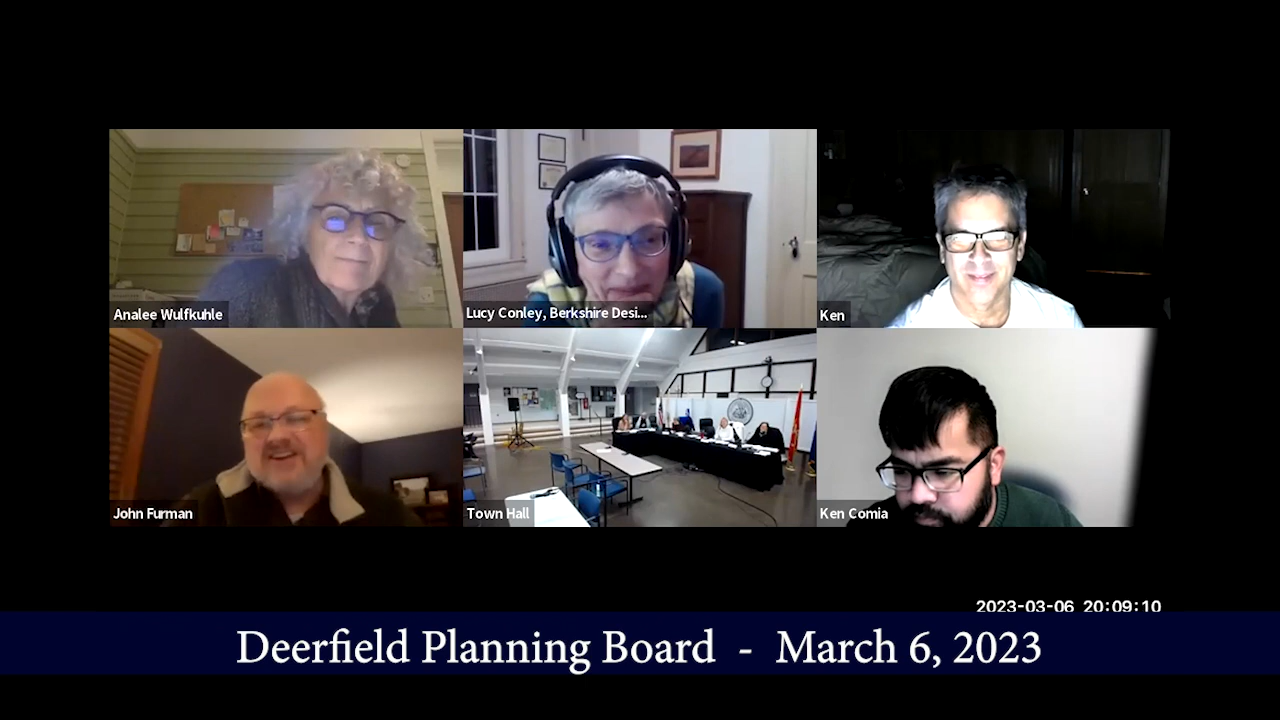 Analee Wulfkuhle
Lucy Conley, Berkshire Desi...
Ken
John Furman
Town Hall
Ken Comia
2023-03-06 20:09:10
Deerfield Planning Board - March 6, 2023